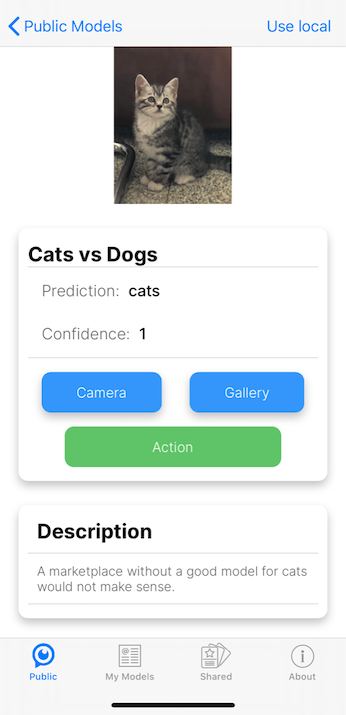 Public Models
Use local
Cats vs Dogs
Prediction: cats
Confidence: 1
Camera
Gallery
Action
Description
A marketplace without a good model for cats
would not make sense.
Public
My Models
Shared
About